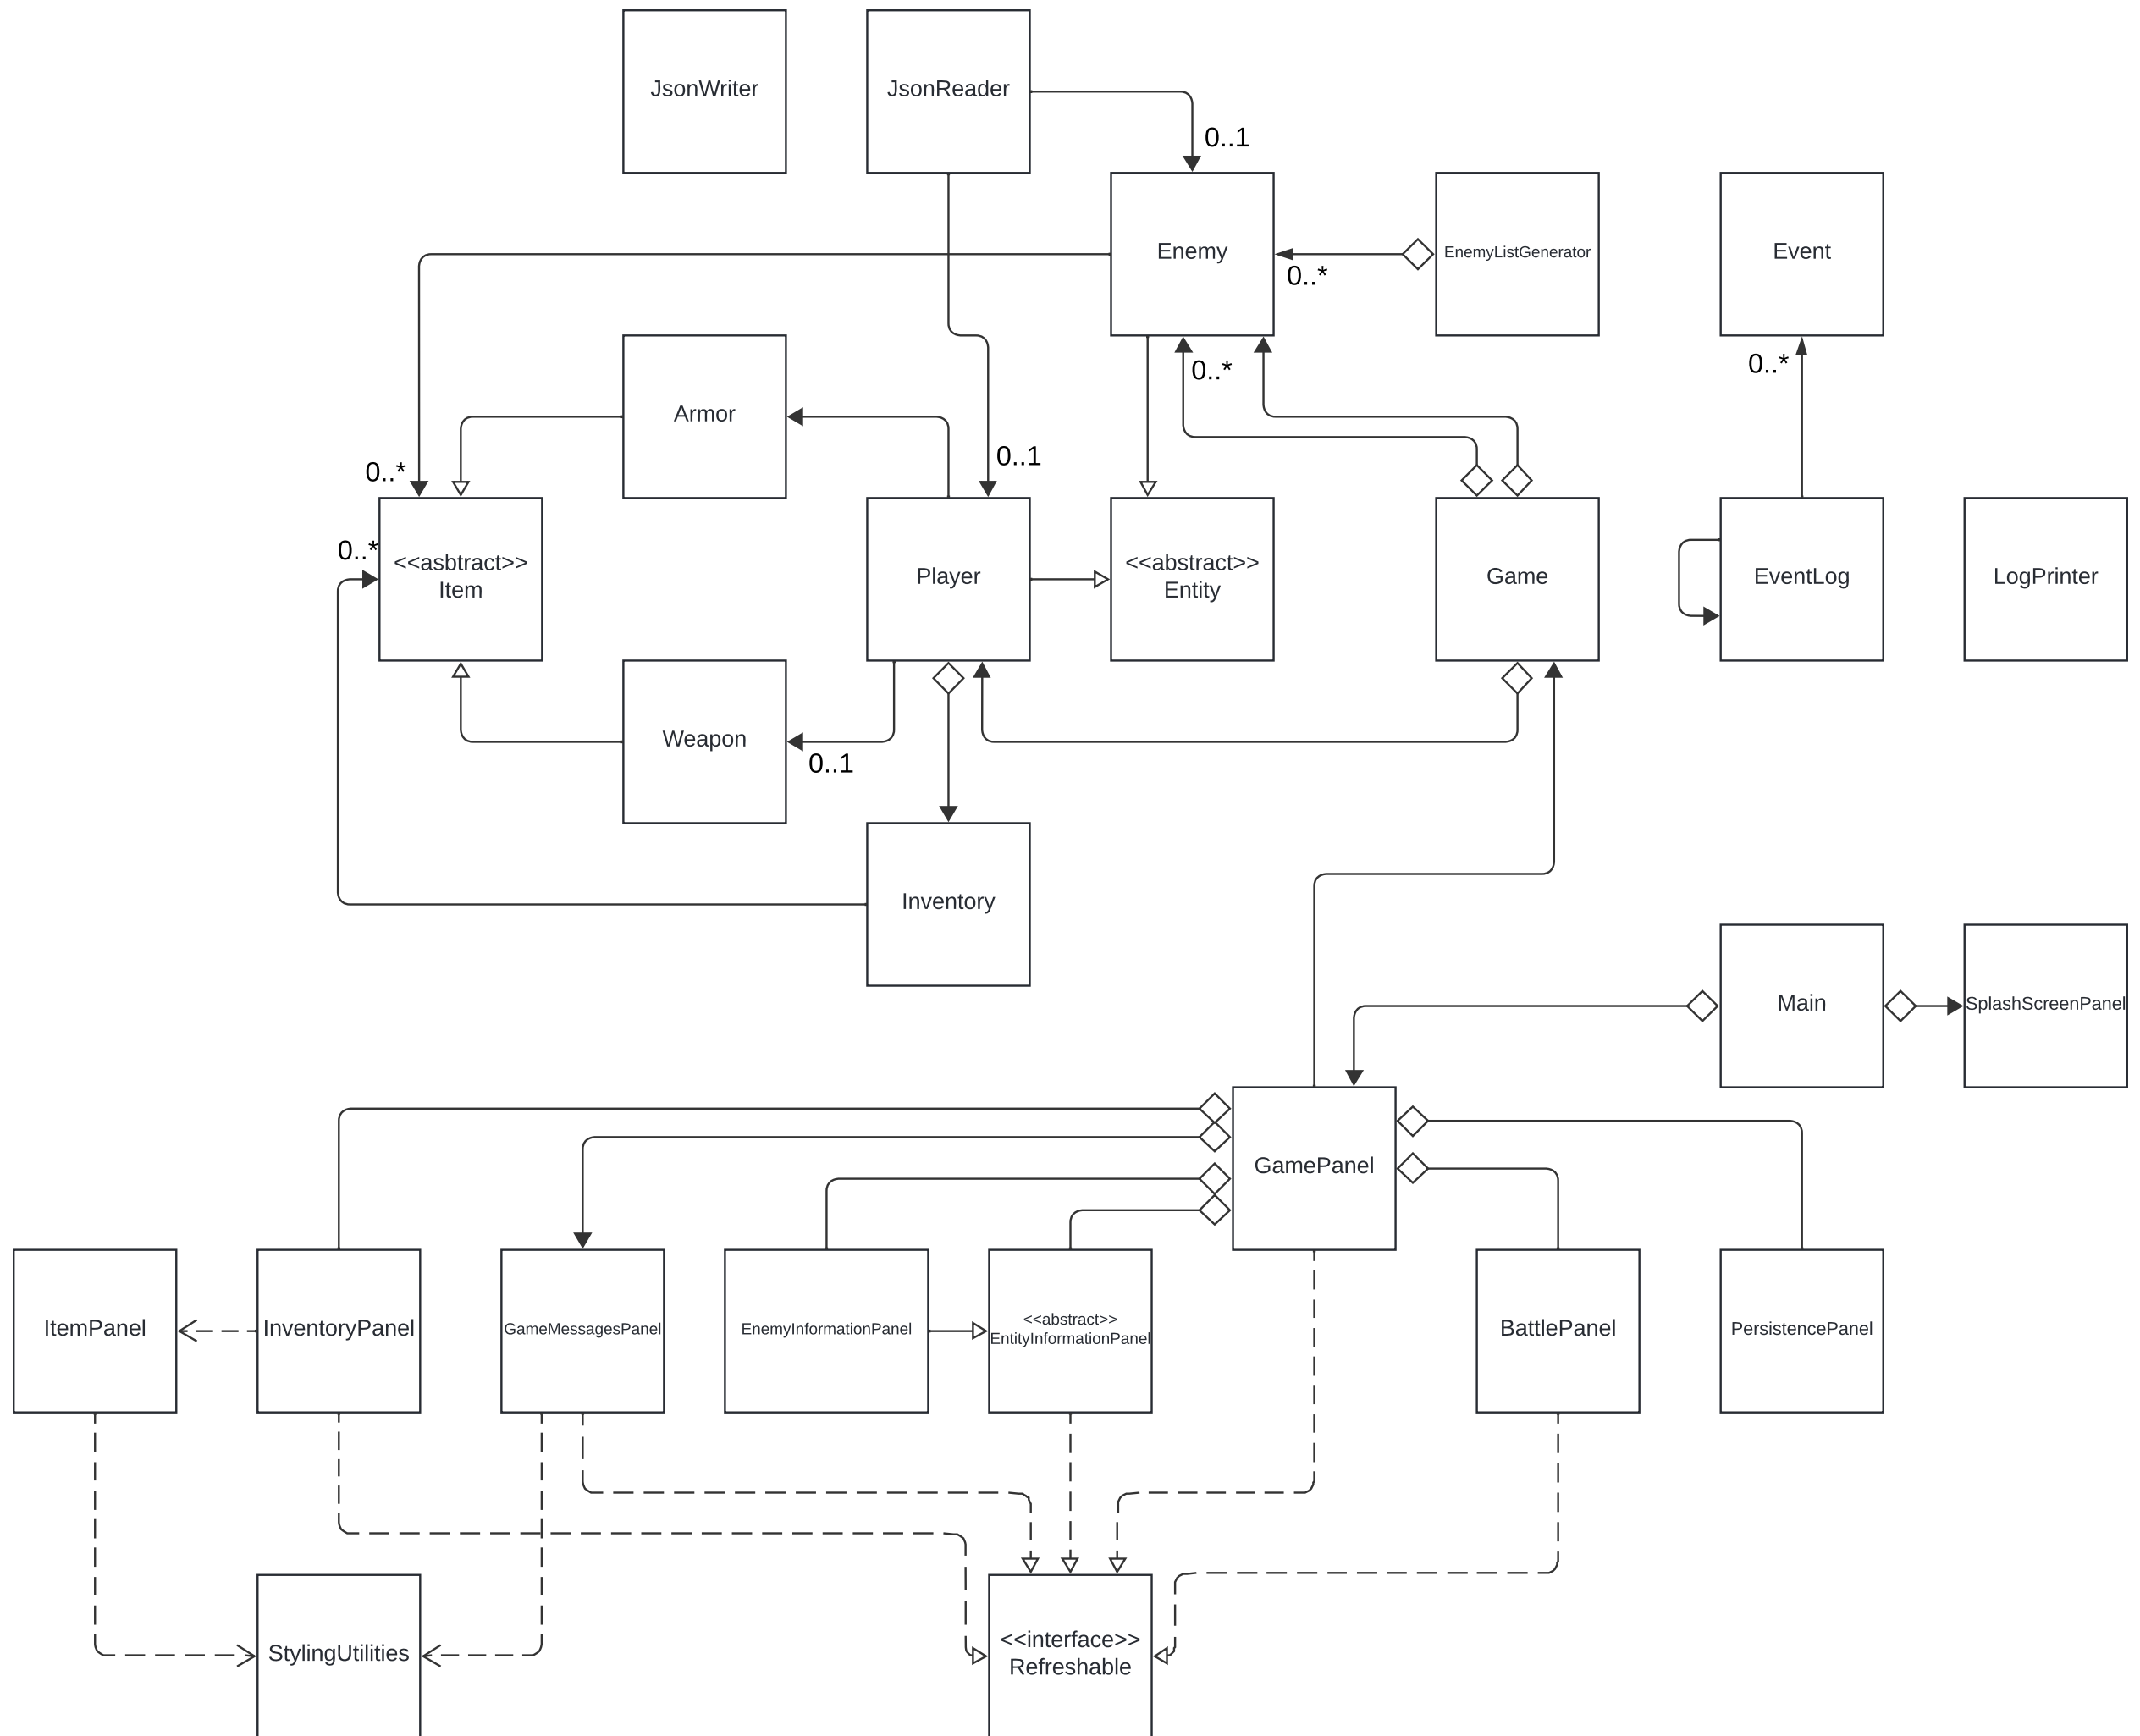 JsonWriter
JsonReader
0..1
Enemy
EnemyListGenerator
Event
0..*
0..*
0..*
Armor
0..1
0..*
0..*
<<asbtract>>
Item
Player
<<abstract>>
Entity
Game
EventLog
LogPrinter
Weapon
0..1
Inventory
Main
SplashScreenPanel
GamePanel
ItemPanel
InventoryPanel
GameMessagesPanel
EnemyInformationPanel
<<abstract>>
EntityInformationPanel
BattlePanel
PersistencePanel
StylingUtilities
<<interface>>
Refreshable